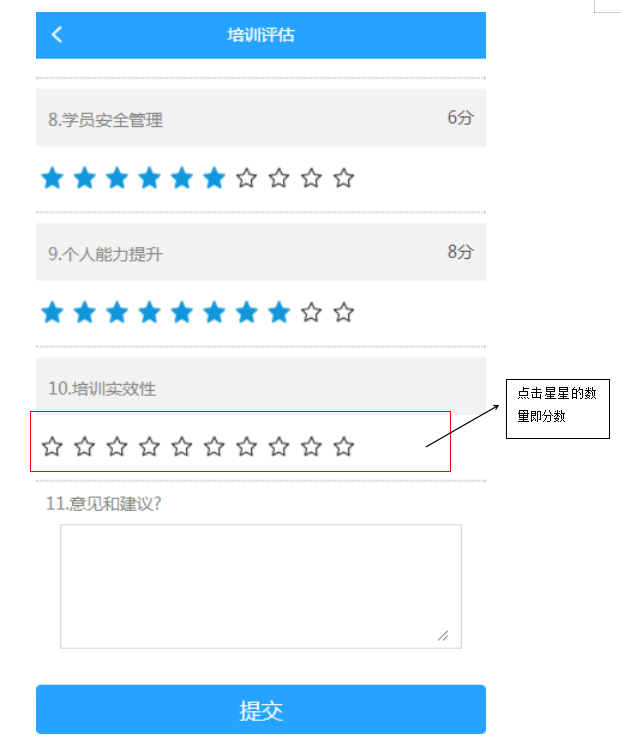 培训评估
8.学员安全管理
6分
9.个人能力提升
8分
10.培训实效性
点击星星的数
量即分数
11.意见和建议?
提交